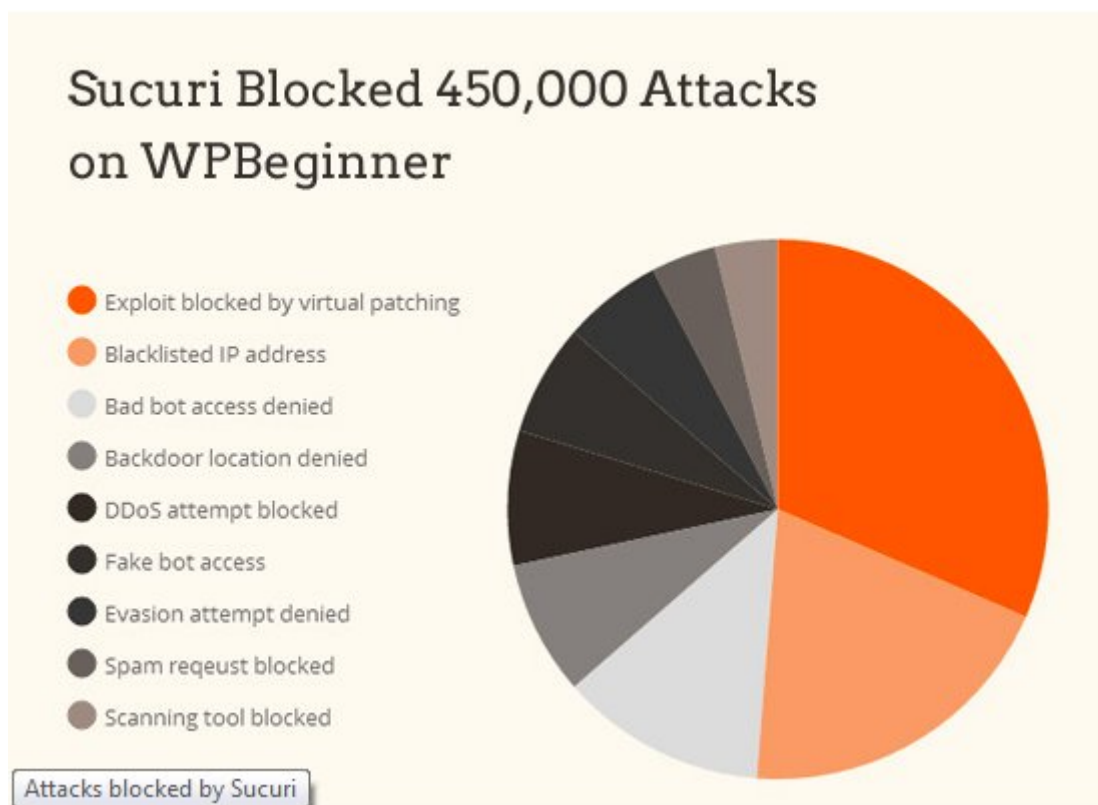 Sucuri Blocked 450,000 Attacks
on WPBeginner
Exploit blocked by virtual patching
Blacklisted IP address
Bad bot access denied
Backdoor location denied
DDoS attempt blocked
Fake bot access
Evasion attempt denied
Spam reqeust blocked
Scanning tool blocked
Attacks blocked by Sucuri